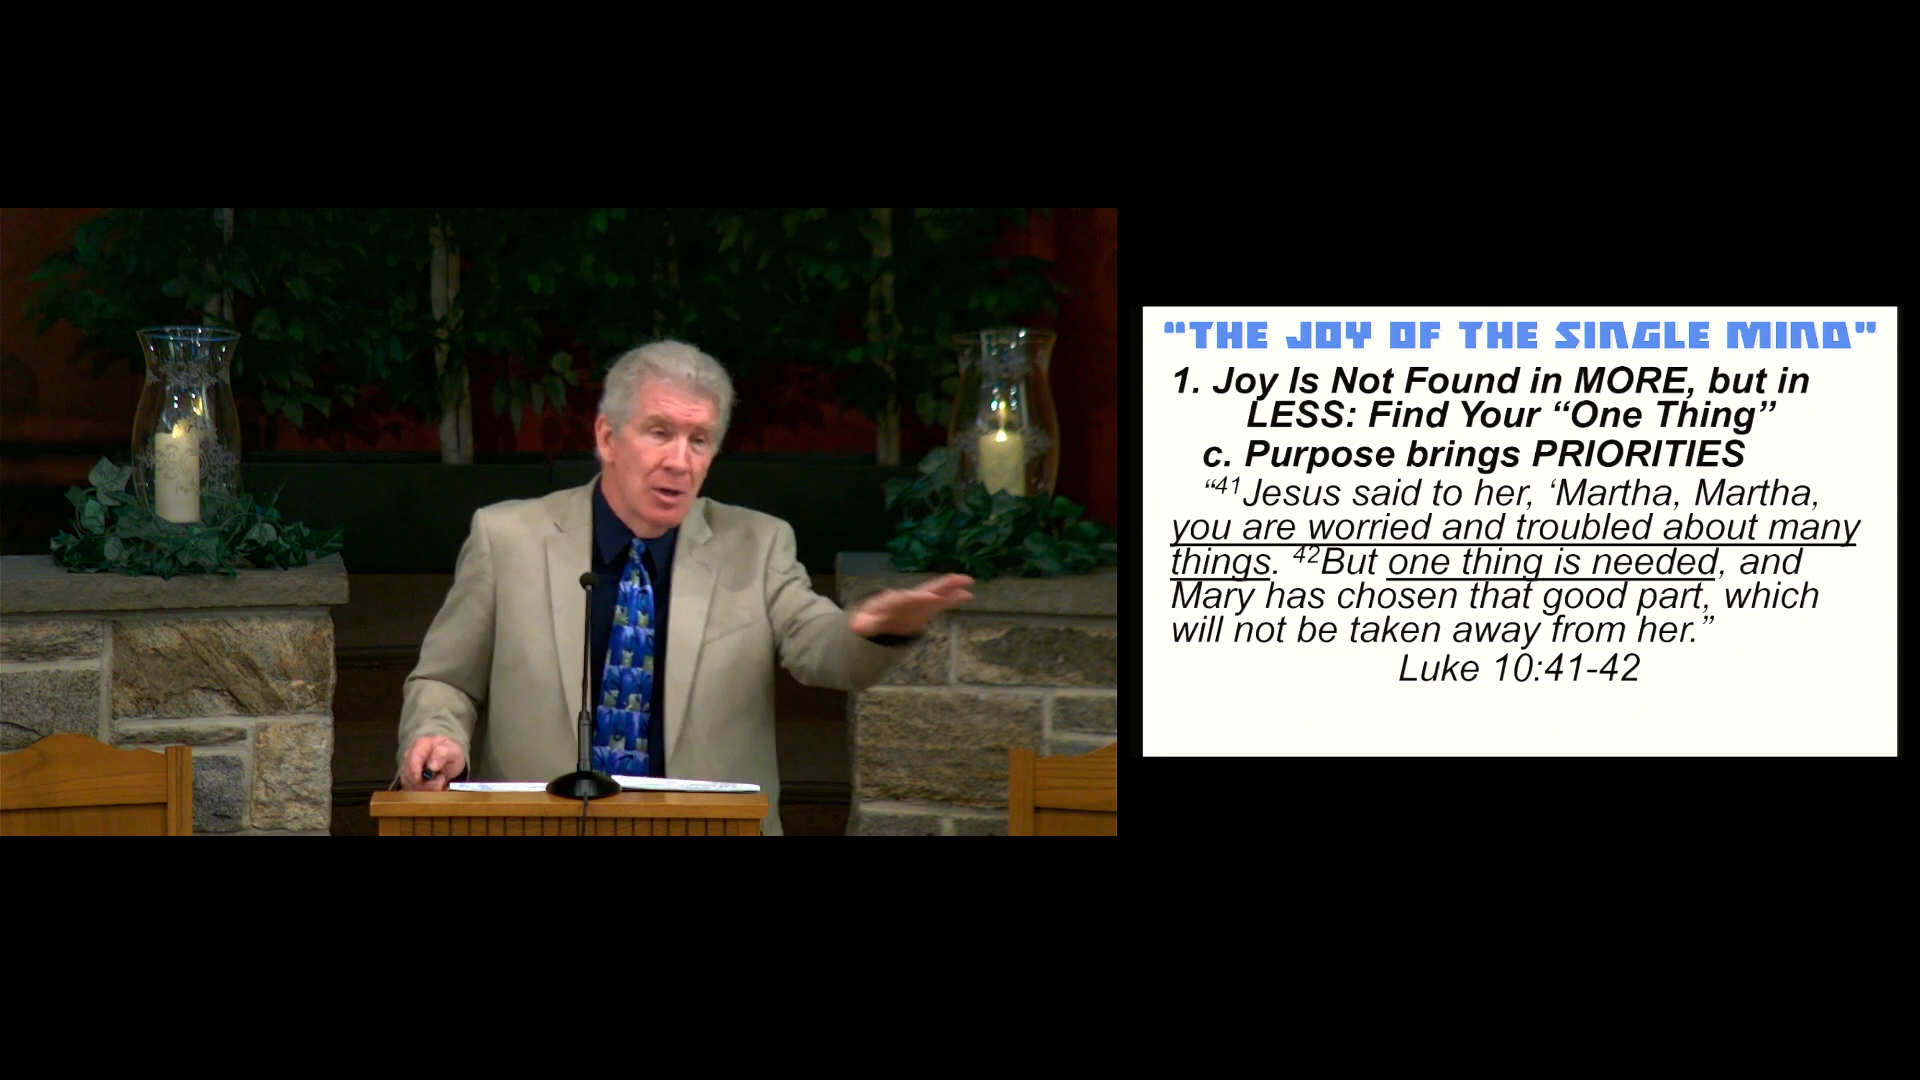 "THE JOY OF THE SINGLE MIND"
1. Joy Is Not Found in MORE, but in
LESS: Find Your “One Thing”
c. Purpose brings PRIORITIES
“41Jesus said to her, ‘Martha, Martha,
you are worried and troubled about many
things. 42But one thing is needed, and
Mary has chosen that good part, which
will not be taken away from her.”
Luke 10:41-42